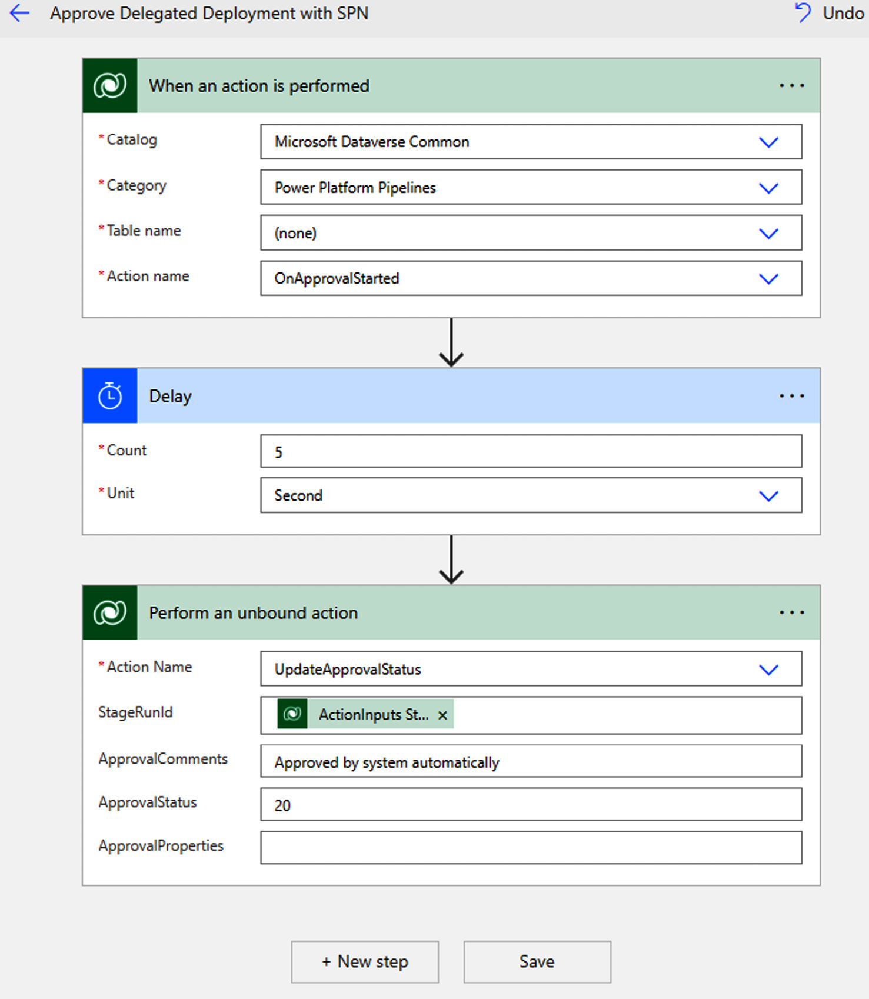 Approve Delegated Deployment with SPN
Undo
When an action is performed
* Catalog
Microsoft Dataverse Common
* Category
Power Platform Pipelines
* Table name
(none)
* Action name
OnApprovalStarted
Delay
* Count
5
* Unit
Second
Perform an unbound action
* Action Name
UpdateApprovalStatus
StageRunId
ActionInputs St... ×
ApprovalComments
Approved by system automatically
ApprovalStatus
20
ApprovalProperties
+ New step
Save